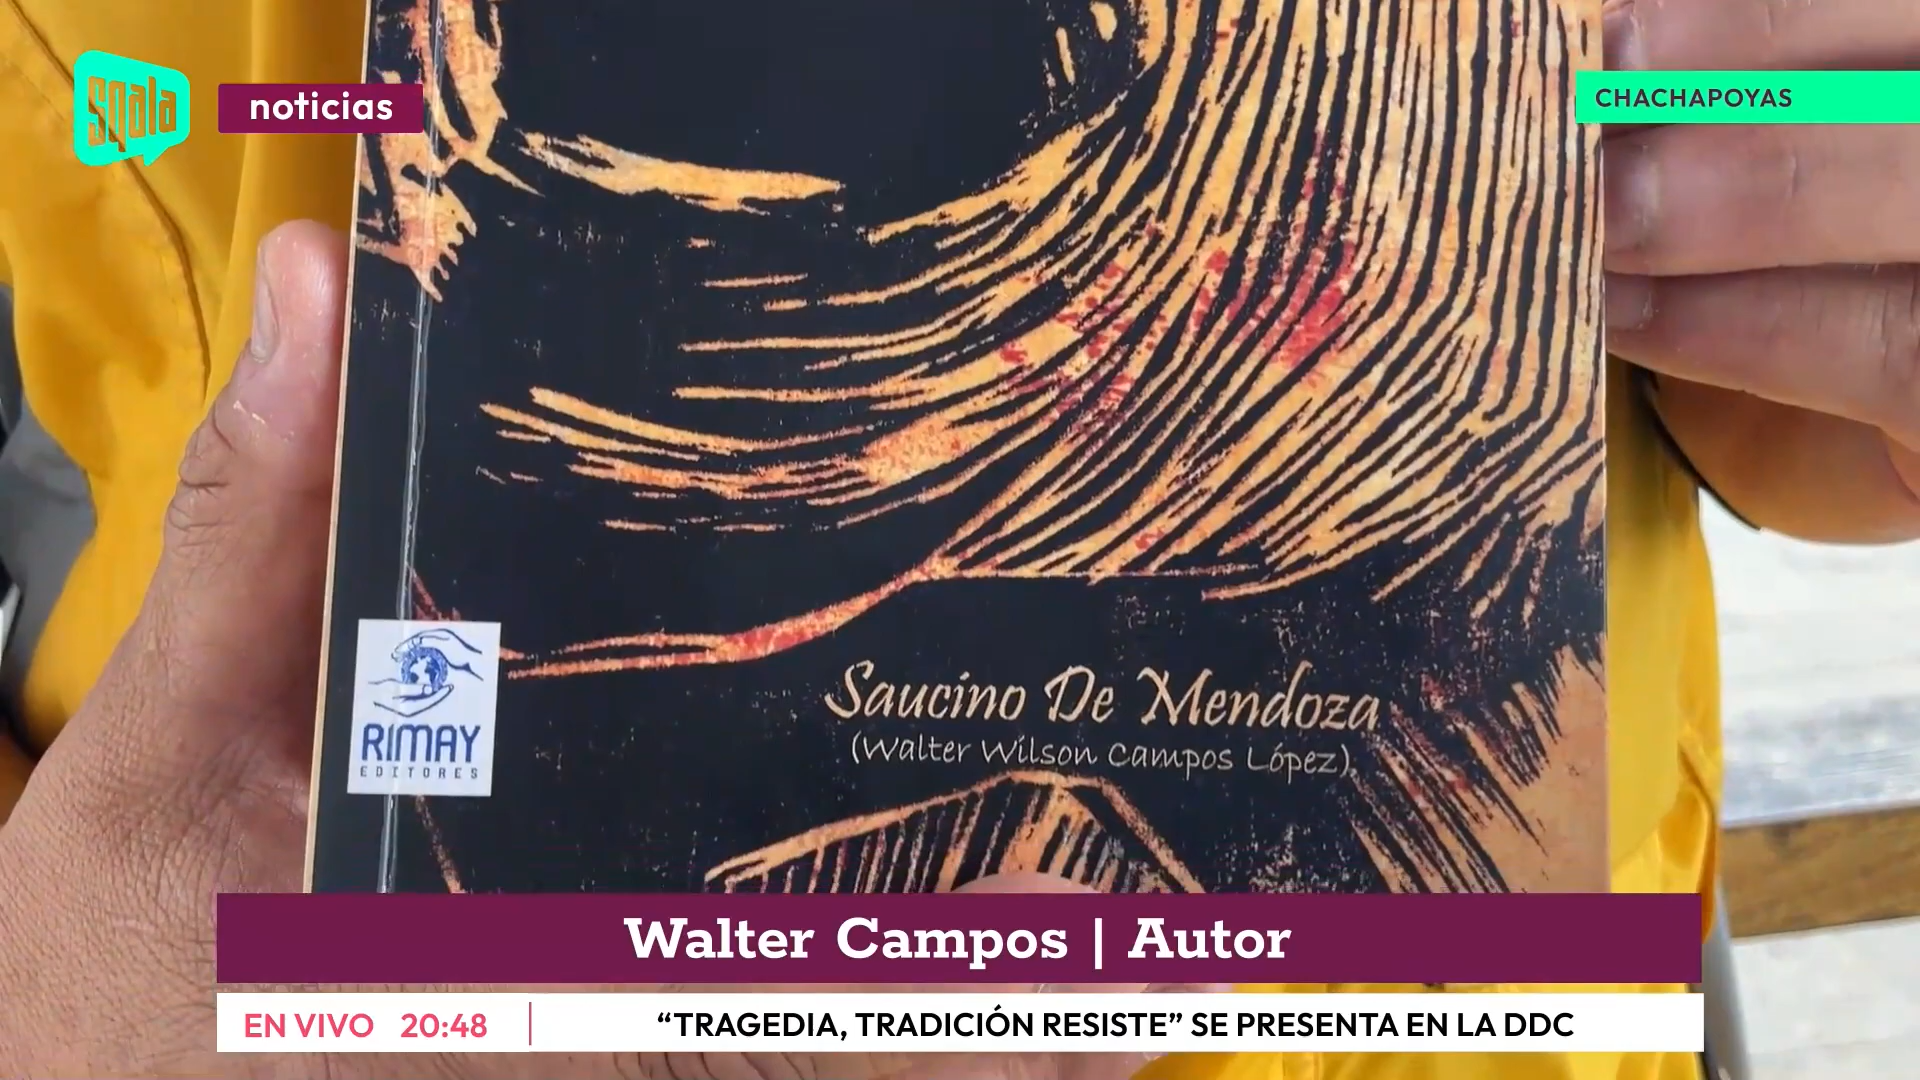 sqala
noticias
CHACHAPOYAS
Saucino De Mendoza
(Walter Wilson Campos López)
RIMAY
EDITORES
Walter Campos | Autor
EN VIVO 20:48
“TRAGEDIA, TRADICIÓN RESISTE” SE PRESENTA EN LA DDC